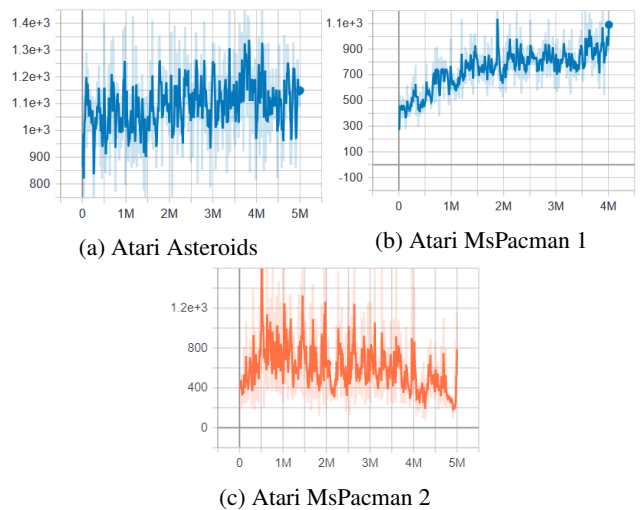 1.4e+3
1.3e+3
1.2e+3
1.1e+3
1e+3
900
800
0 1M 2M 3M 4M 5M
(a) Atari Asteroids
1.1e+3
900
700
500
300
100
-100
0 1M 2M 3M 4M
(b) Atari MsPacman 1
1.2e+3
800
400
0
0 1M 2M 3M 4M 5M
(c) Atari MsPacman 2